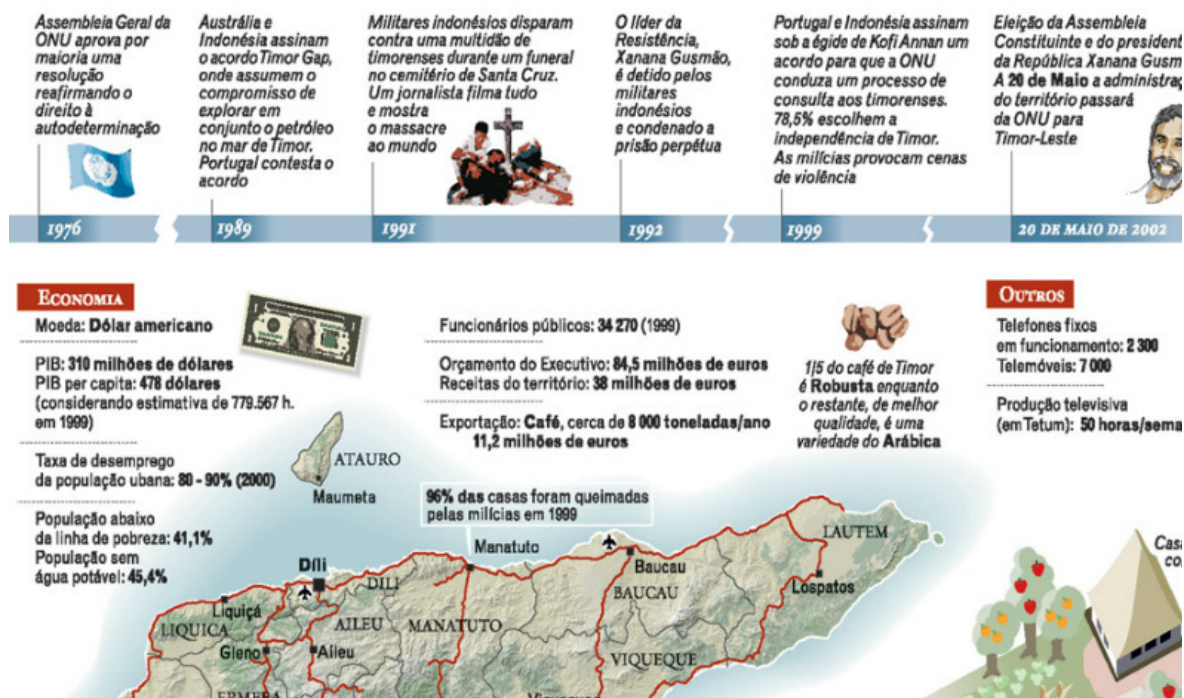 Assembleia Geral da
ONU aprova por
maioria uma
resolução
reafirmando o
direito à
autodeterminação
1976
Austrália e
Indonésia assinam
o acordo Timor Gap,
onde assumem o
compromisso de
explorar em
conjunto o petróleo
no mar de Timor.
Portugal contesta o
acordo
1989
Militares indonésios disparam
contra uma multidão de
timorenses durante um funeral
no cemitério de Santa Cruz.
Um jornalista filma tudo
e mostra
o massacre
ao mundo
1991
O líder da
Resistência,
Xanana Gusmão,
é detido pelos
militares
indonésios
e condenado a
prisão perpétua
1992
Portugal e Indonésia assinam
sob a égide de Kofi Annan um
acordo para que a ONU
conduza um processo de
consulta aos timorenses.
78,5% escolhem a
independência de Timor.
As milícias provocam cenas
de violência
1999
Eleição da Assembleia
Constituinte e do president
da República Xanana Gusm
A 20 de Maio a administraç
do território passará
da ONU para
Timor-Leste
20 DE MAIO DE 2002
ECONOMIA
Moeda: Dólar americano
PIB: 310 milhões de dólares
PIB per capita: 478 dólares
(considerando estimativa de 779.567 h.
em 1999)
Taxa de desemprego
da população ubana: 80 - 90% (2000)
População abaixo
da linha de pobreza: 41,1%
População sem
água potável: 45,4%
Funcionários públicos: 34 270 (1999)
Orçamento do Executivo: 84,5 milhões de euros
Receitas do território: 38 milhões de euros
Exportação: Café, cerca de 8 000 toneladas/ano
11,2 milhões de euros
1/5 do café de Timor
é Robusta enquanto
o restante, de melhor
qualidade, é uma
variedade do Arábica
OUTROS
Telefones fixos
em funcionamento: 2 300
Telemóveis: 7 000
Produção televisiva
(em Tetum): 50 horas/sema
ATAURO
Maumeta
96% das casas foram queimadas
pelas milícias em 1999
Manatuto
Baucau
LAUTEM
Lospatos
Díli
DILI
Liquiçá
LIQUICA
AILEU
MANATUTO
BAUCAU
Gleno
Aileu
VIQUEQUE
ERMERA
Viqueque
Casa
co